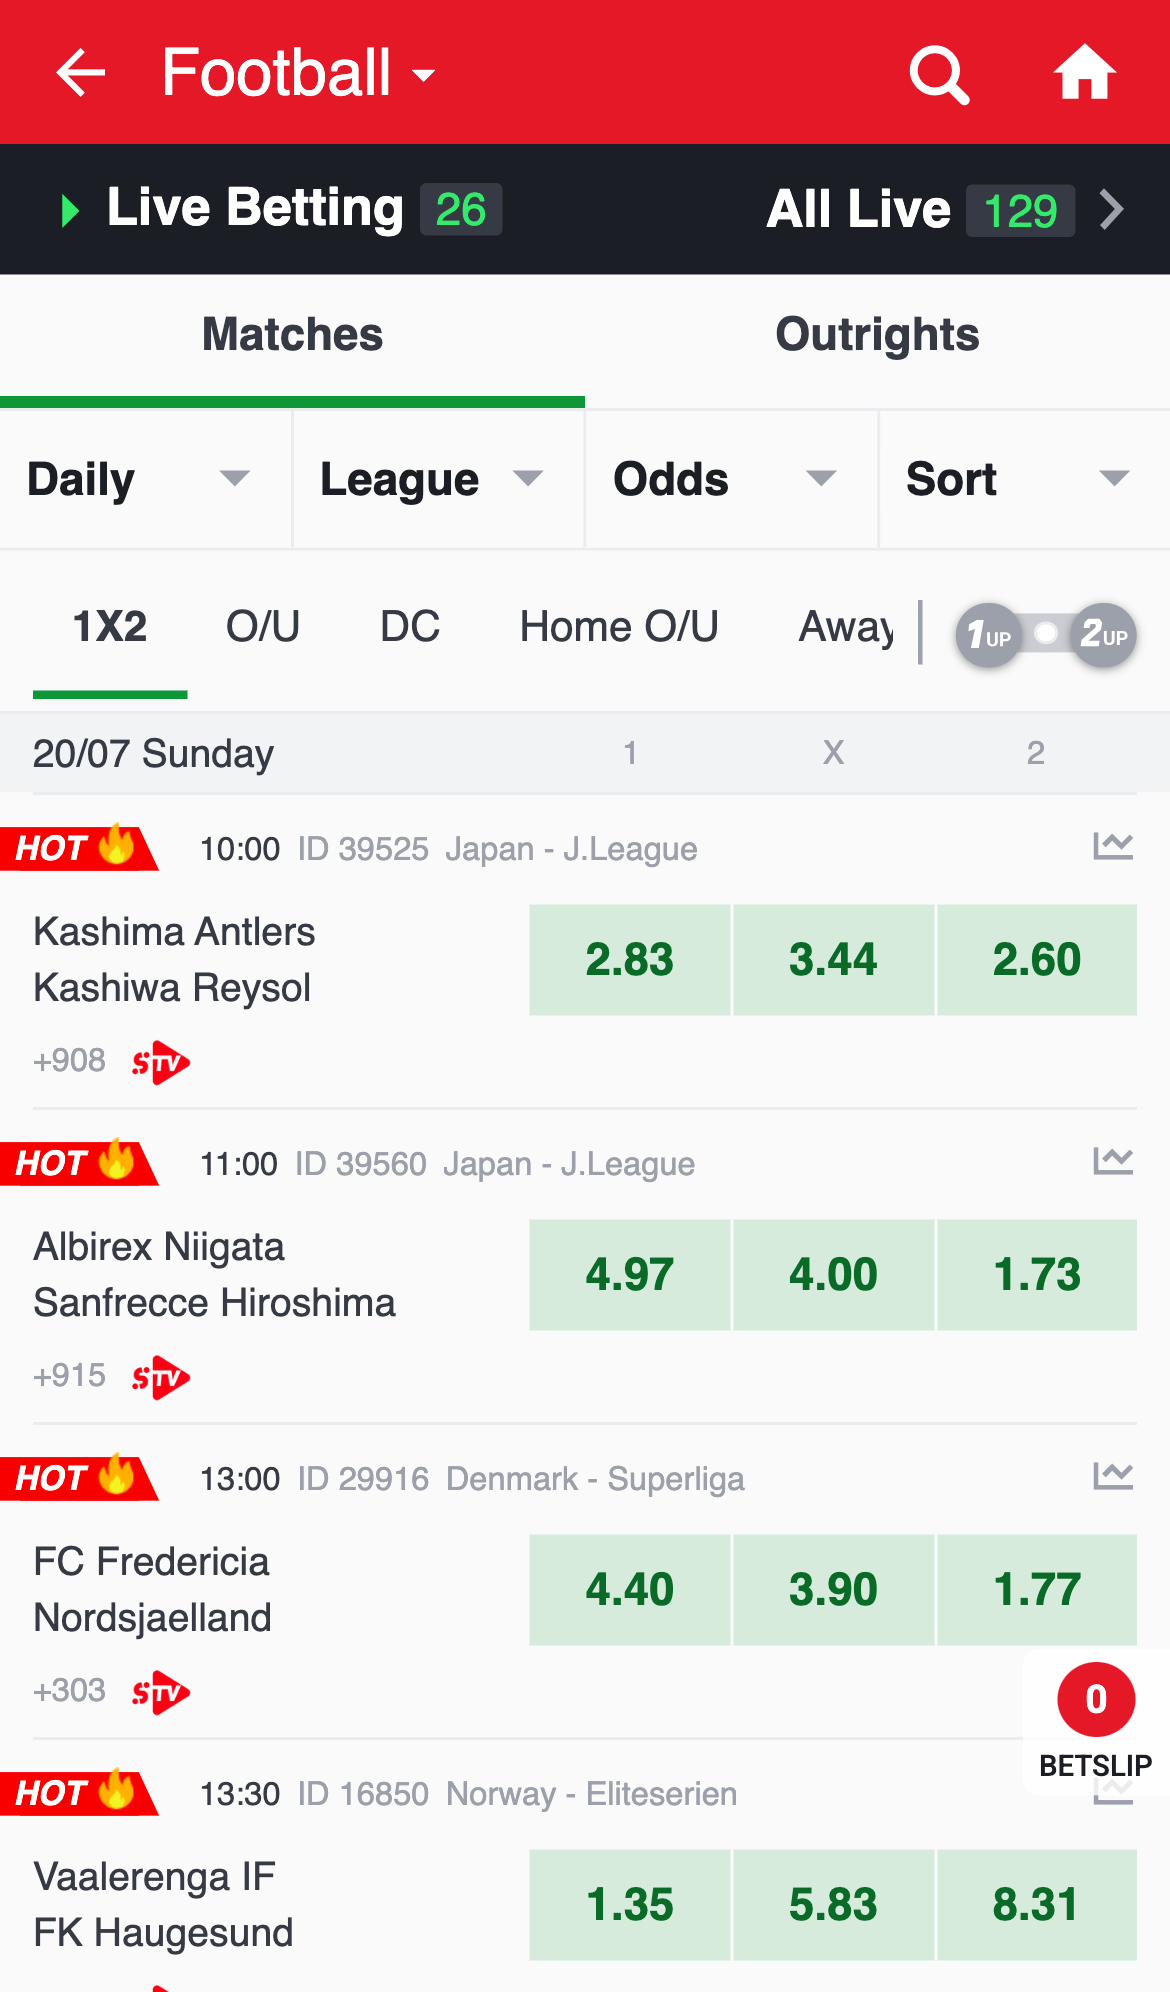 Football
Live Betting 26 All Live 129
Matches Outrights
Daily League Odds Sort
1X2 O/U DC Home O/U Away 1UP 2UP
20/07 Sunday 1 X 2
HOT 10:00 ID 39525 Japan - J.League
Kashima Antlers
Kashiwa Reysol
2.83 3.44 2.60
+908 STV
HOT 11:00 ID 39560 Japan - J.League
Albirex Niigata
Sanfrecce Hiroshima
4.97 4.00 1.73
+915 STV
HOT 13:00 ID 29916 Denmark - Superliga
FC Fredericia
Nordsjaelland
4.40 3.90 1.77
+303 STV
0
BETSLIP
HOT 13:30 ID 16850 Norway - Eliteserien
Vaalerenga IF
FK Haugesund
1.35 5.83 8.31